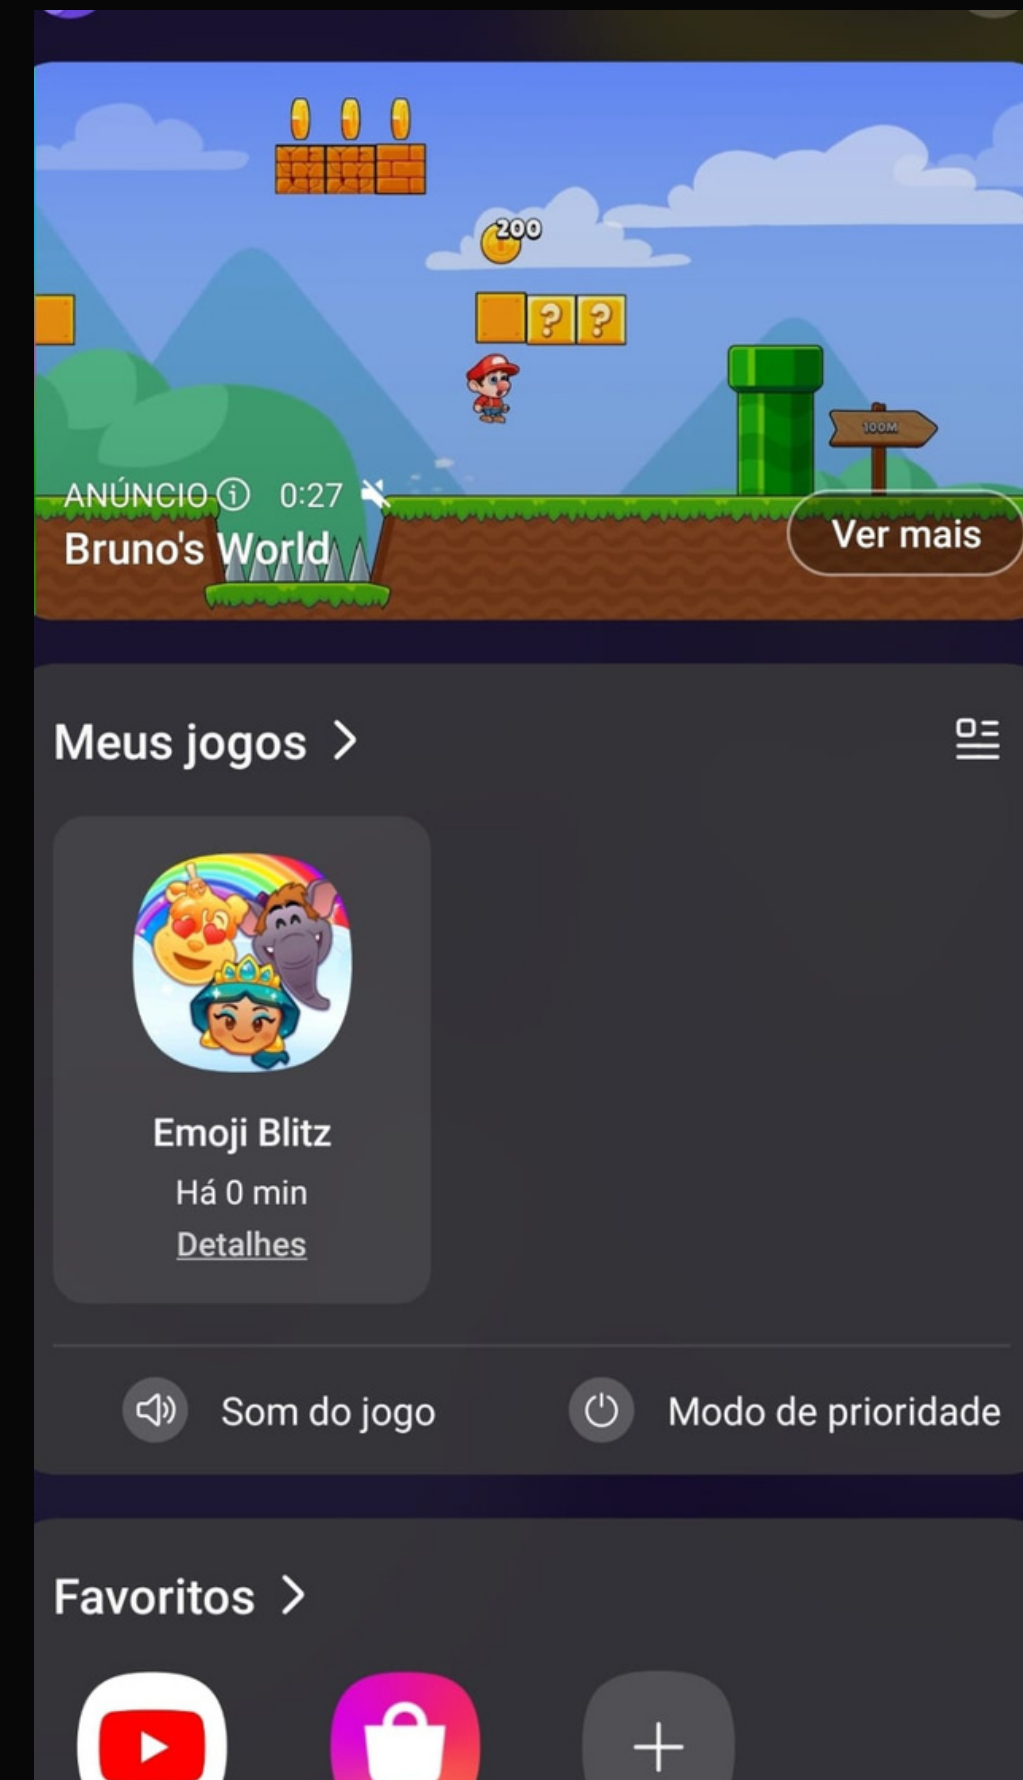 200
? ?
100M
ANÚNCIO 0:27
Bruno's World
Ver mais
Meus jogos
Emoji Blitz
Há 0 min
Detalhes
Som do jogo
Modo de prioridade
Favoritos